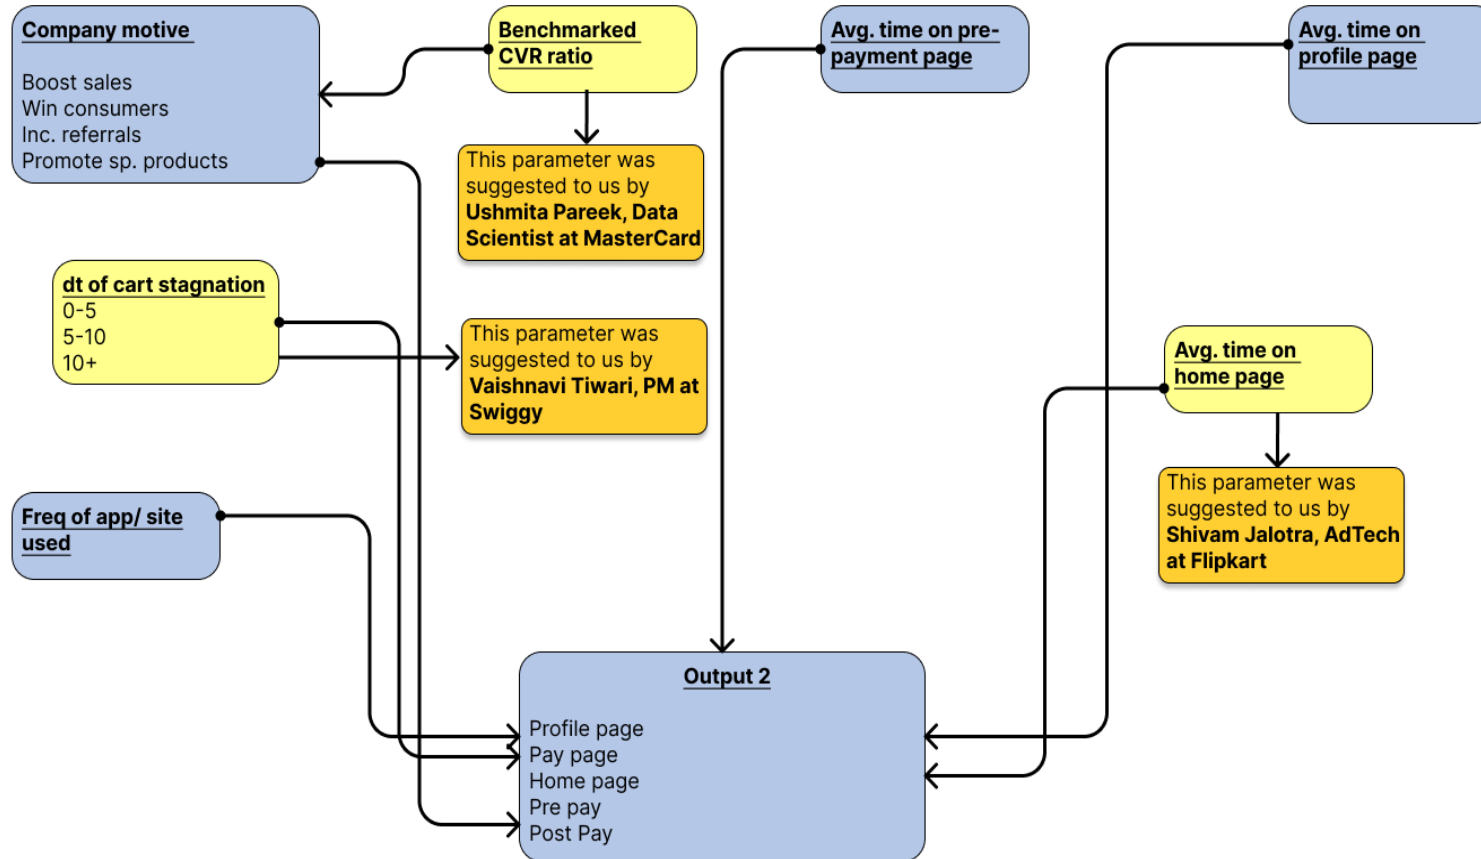 Company motive
Boost sales
Win consumers
Inc. referrals
Promote sp. products
Benchmarked
CVR ratio
This parameter was
suggested to us by
Ushmita Pareek, Data
Scientist at MasterCard
Avg. time on pre-
payment page
Avg. time on
profile page
dt of cart stagnation
0-5
5-10
10+
This parameter was
suggested to us by
Vaishnavi Tiwari, PM at
Swiggy
Avg. time on
home page
This parameter was
suggested to us by
Shivam Jalotra, AdTech
at Flipkart
Freq of app/ site
used
Output 2
Profile page
Pay page
Home page
Pre pay
Post Pay